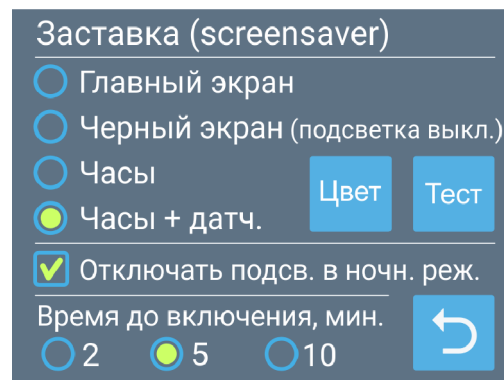 Заставка (screensaver)
Главный экран
Черный экран (подсветка выкл.)
Часы
Цвет Тест
Часы + датч.
Отключать подсв. в ночн. реж.
Время до включения, мин.
2 5 10